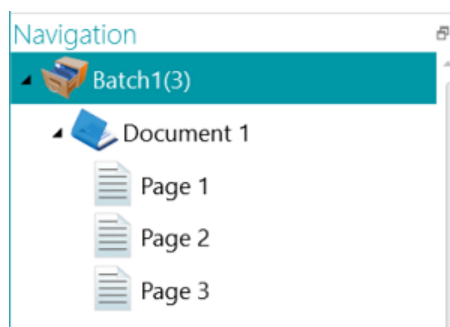 Navigation
Batch1(3)
Document 1
Page 1
Page 2
Page 3